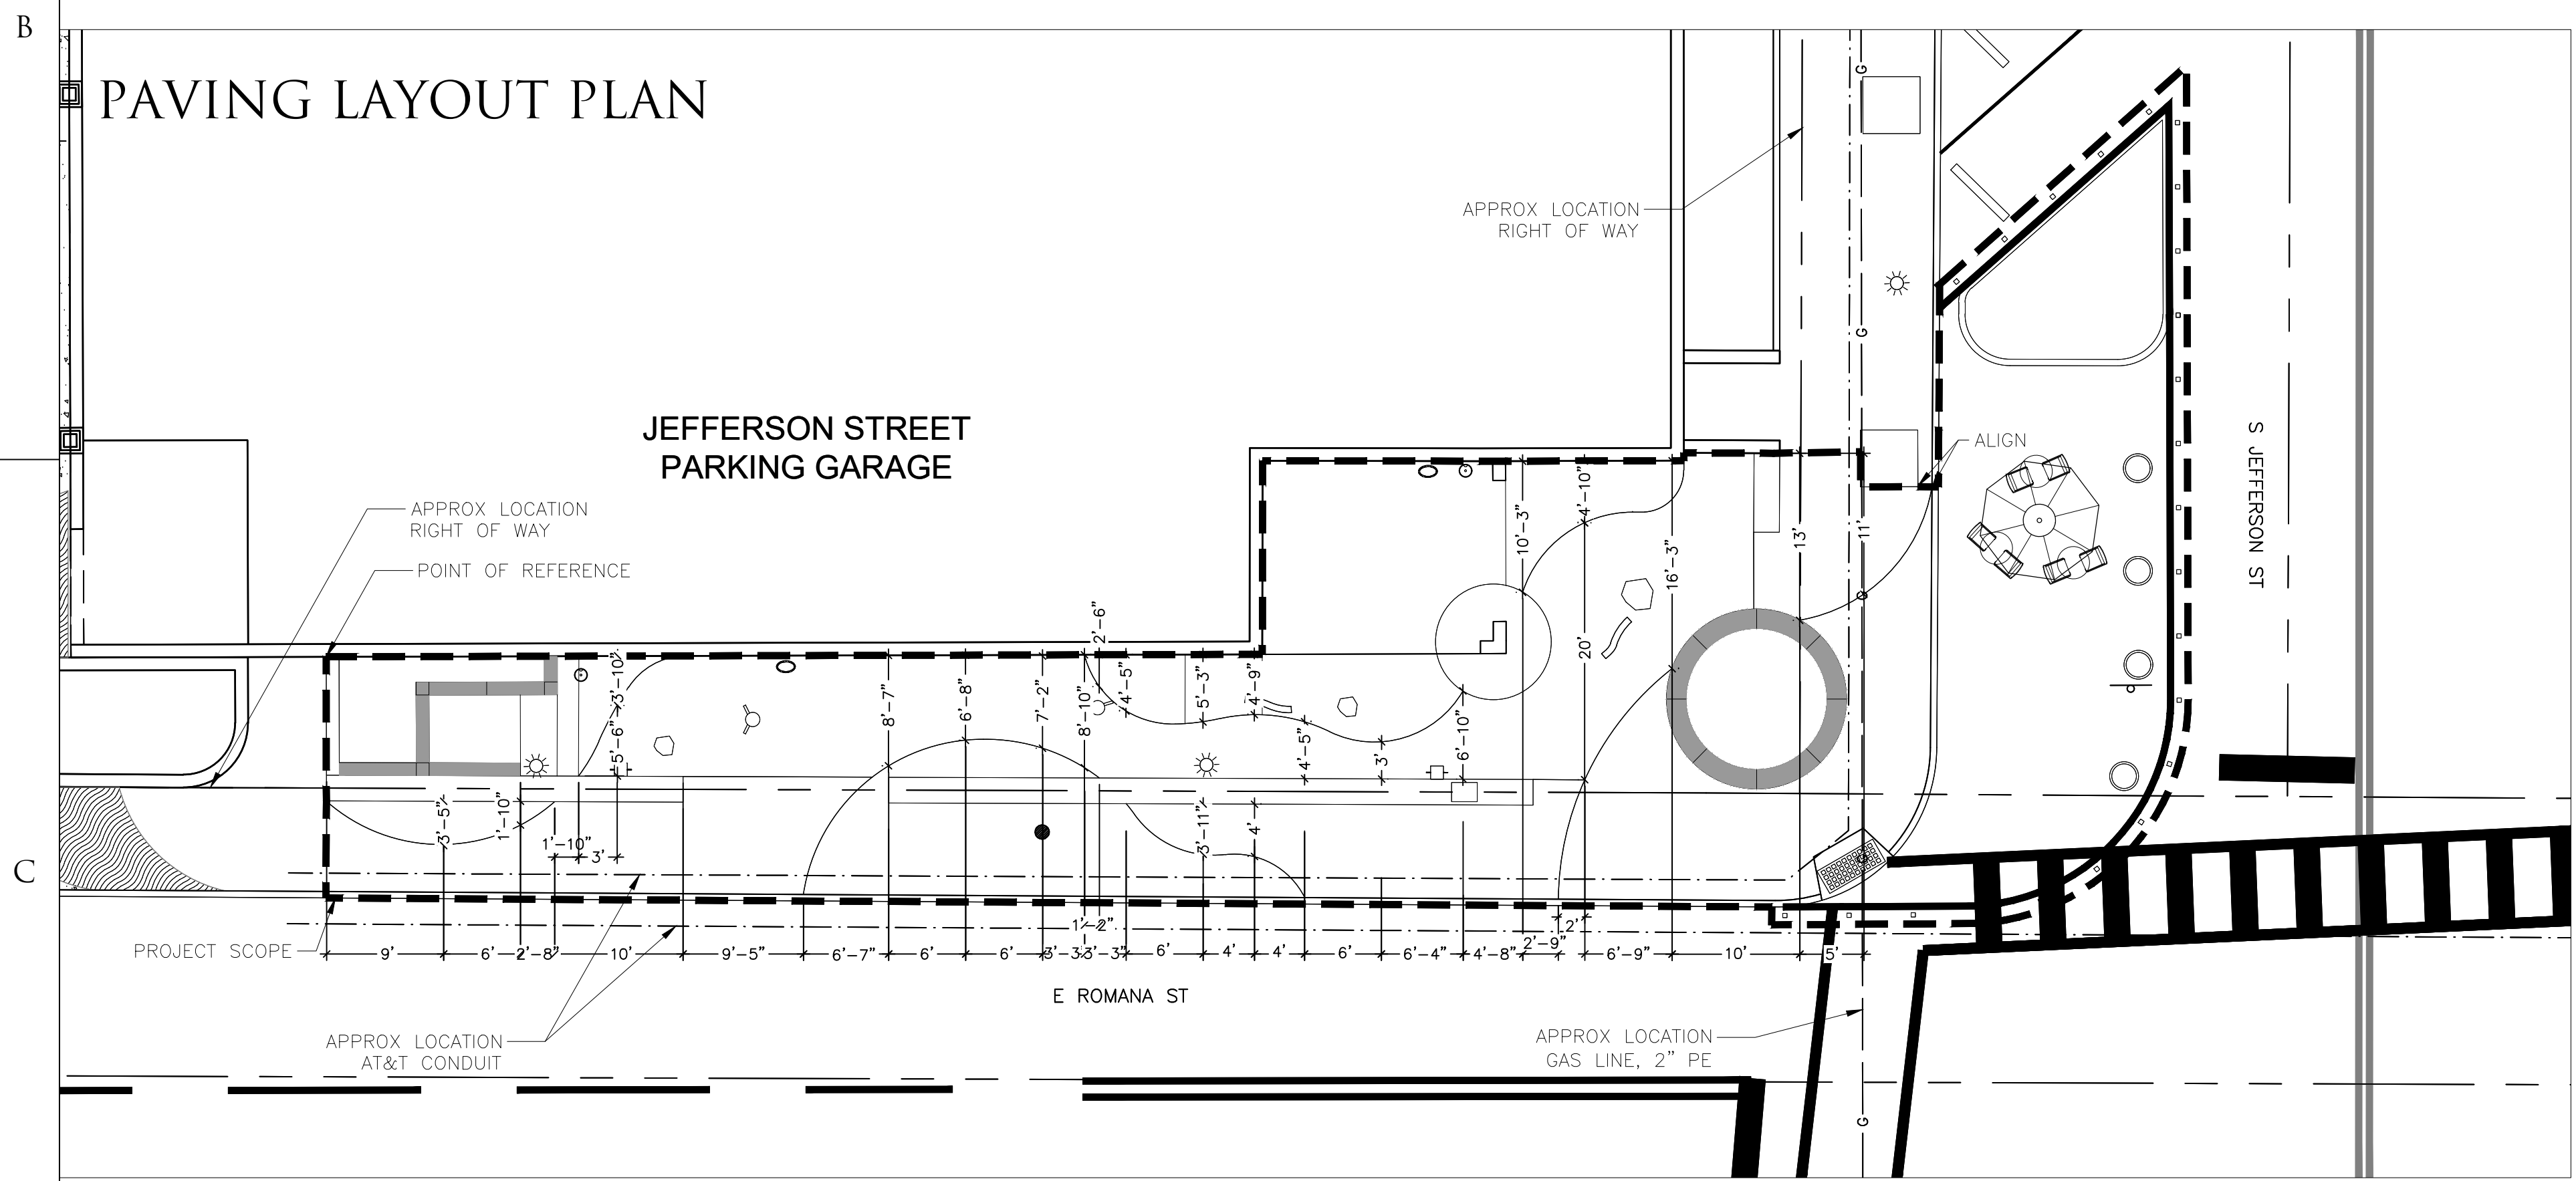 B
PAVING LAYOUT PLAN
APPROX LOCATION
RIGHT OF WAY
JEFFERSON STREET
PARKING GARAGE
S JEFFERSON ST
ALIGN
APPROX LOCATION
RIGHT OF WAY
POINT OF REFERENCE
G
G
4'-10"
10'-3"
13'
11'
16'-3"
20'
2'-6"
3'-10"
5'-6"
8'-7"
6'-8"
7'-2"
8'-10"
4'-5"
5'-3"
4'-9"
4'-5"
3'
6'-10"
3'-5"
1'-10"
1'-10"
3'
3'-11"
4'
C
1'-2"
2'
2'-9"
PROJECT SCOPE
9' 6' 2'-8" 10' 9'-5" 6'-7" 6' 6' 3'-3" 3'-3" 6' 4' 4' 6' 6'-4" 4'-8" 6'-9" 10' 5'
E ROMANA ST
APPROX LOCATION
AT&T CONDUIT
APPROX LOCATION
GAS LINE, 2" PE
G